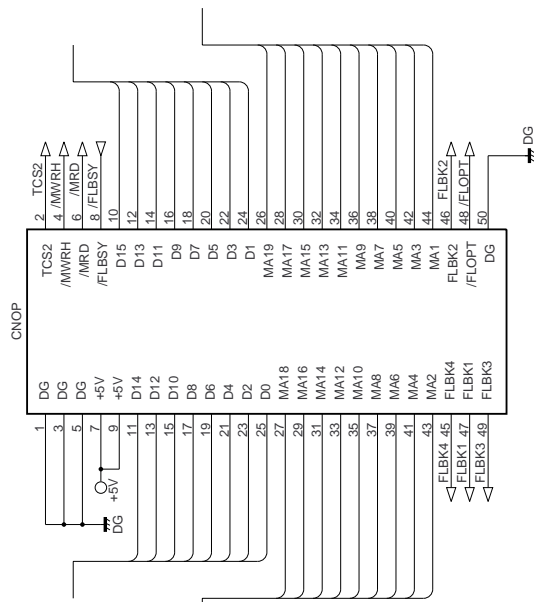 CNOP
TCS2
/MWRH
/MRD
/FLBSY
2
4
6
8
10
12
14
16
18
20
22
24
26
28
30
32
34
36
38
40
42
44
46
48
50
FLBK2
/FLOPT
DG
TCS2
/MWRH
/MRD
/FLBSY
D15
D13
D11
D9
D7
D5
D3
D1
MA19
MA17
MA15
MA13
MA11
MA9
MA7
MA5
MA3
MA1
FLBK2
/FLOPT
DG
DG
DG
DG
+5V
+5V
D14
D12
D10
D8
D6
D4
D2
D0
MA18
MA16
MA14
MA12
MA10
MA8
MA6
MA4
MA2
FLBK4
FLBK1
FLBK3
1
3
5
7
9
11
13
15
17
19
21
23
25
27
29
31
33
35
37
39
41
43
45
47
49
DG
+5V
FLBK4
FLBK1
FLBK3